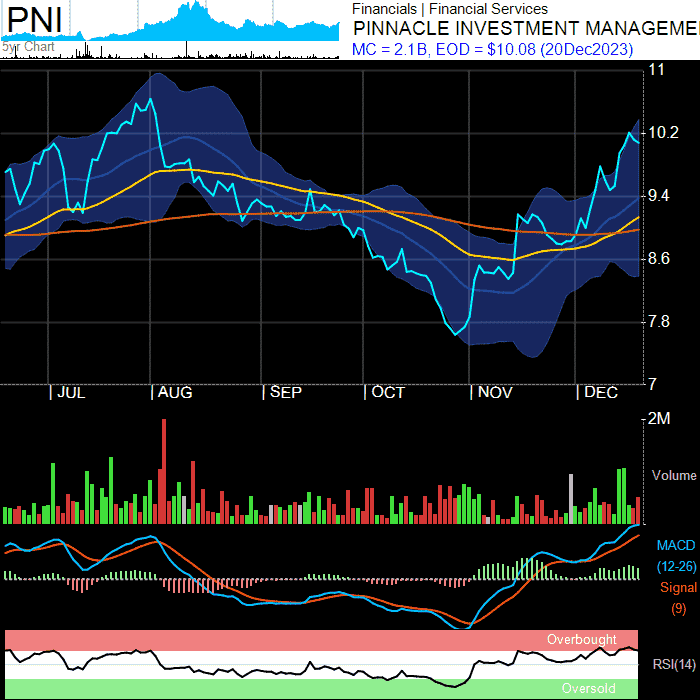 PNI
5yr Chart
Financials | Financial Services
PINNACLE INVESTMENT MANAGEME
MC = 2.1B, EOD = $10.08 (20Dec2023)
11
10.2
9.4
8.6
7.8
7
| JUL | AUG | SEP | OCT | NOV | DEC
2M
Volume
MACD
(12-26)
Signal
(9)
Overbought
RSI(14)
Oversold